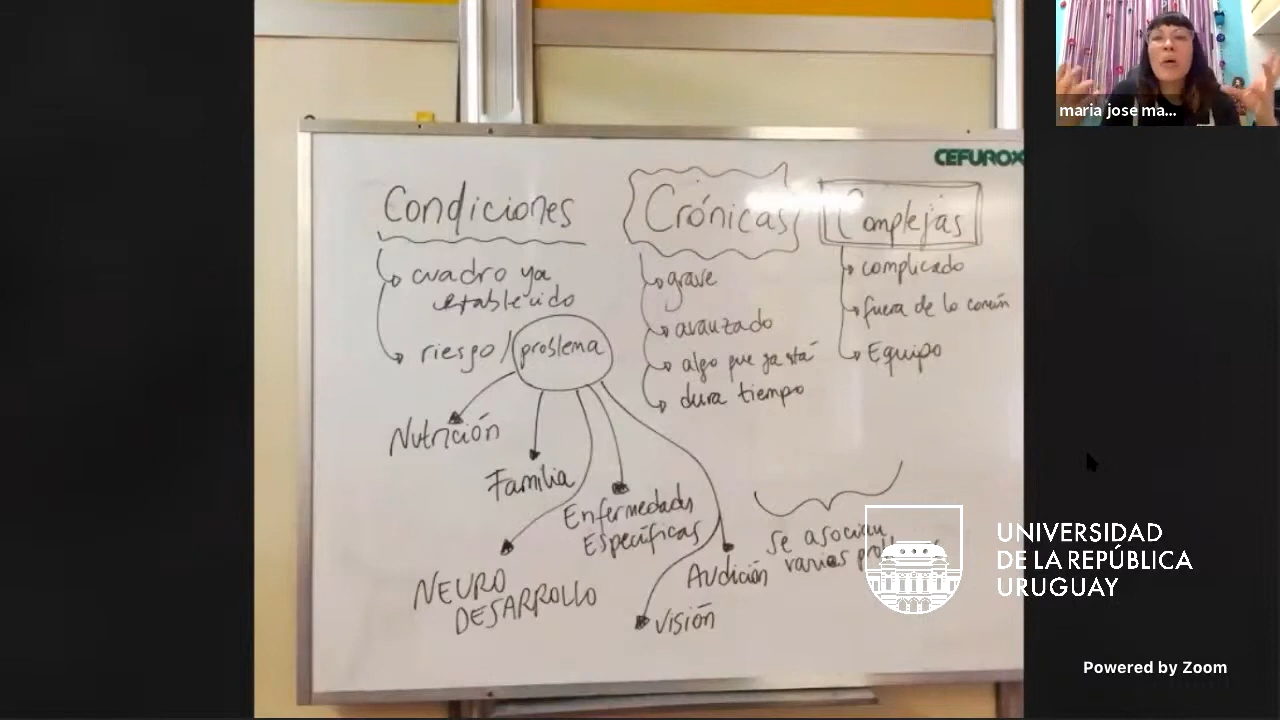 maria jose ma...
CEFUROX
Condiciones
cuadro ya
establecido
riesgo/problema
Nutrición
Familia
Enfermedades
Específicas
NEURO
DESARROLLO
Audición
Visión
Crónicas
grave
avanzado
algo que ya stá
dura tiempo
Complejas
complicado
fuera de lo común
Equipo
se asocian
varios
UNIVERSIDAD
DE LA REPÚBLICA
URUGUAY
Powered by Zoom